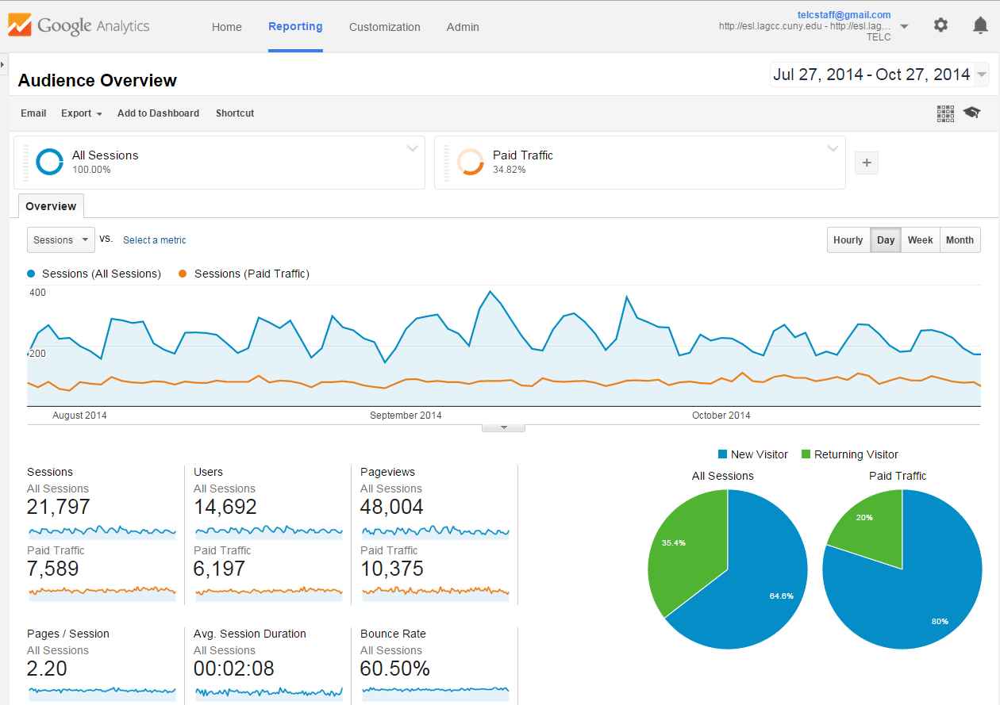 Google Analytics
Home Reporting Customization Admin
telcstaff@gmail.com
http://esl.lagcc.cuny.edu - http://esl.lag...
TELC
Audience Overview
Jul 27, 2014 - Oct 27, 2014
Email Export Add to Dashboard Shortcut
All Sessions
100.00%
Paid Traffic
34.82%
+
Overview
Sessions VS. Select a metric
Hourly Day Week Month
Sessions (All Sessions) Sessions (Paid Traffic)
400
200
August 2014 September 2014 October 2014
Sessions
All Sessions
21,797
Paid Traffic
7,589
Users
All Sessions
14,692
Paid Traffic
6,197
Pageviews
All Sessions
48,004
Paid Traffic
10,375
Pages / Session
All Sessions
2.20
Avg. Session Duration
All Sessions
00:02:08
Bounce Rate
All Sessions
60.50%
New Visitor Returning Visitor
All Sessions
35.4%
64.6%
Paid Traffic
20%
80%